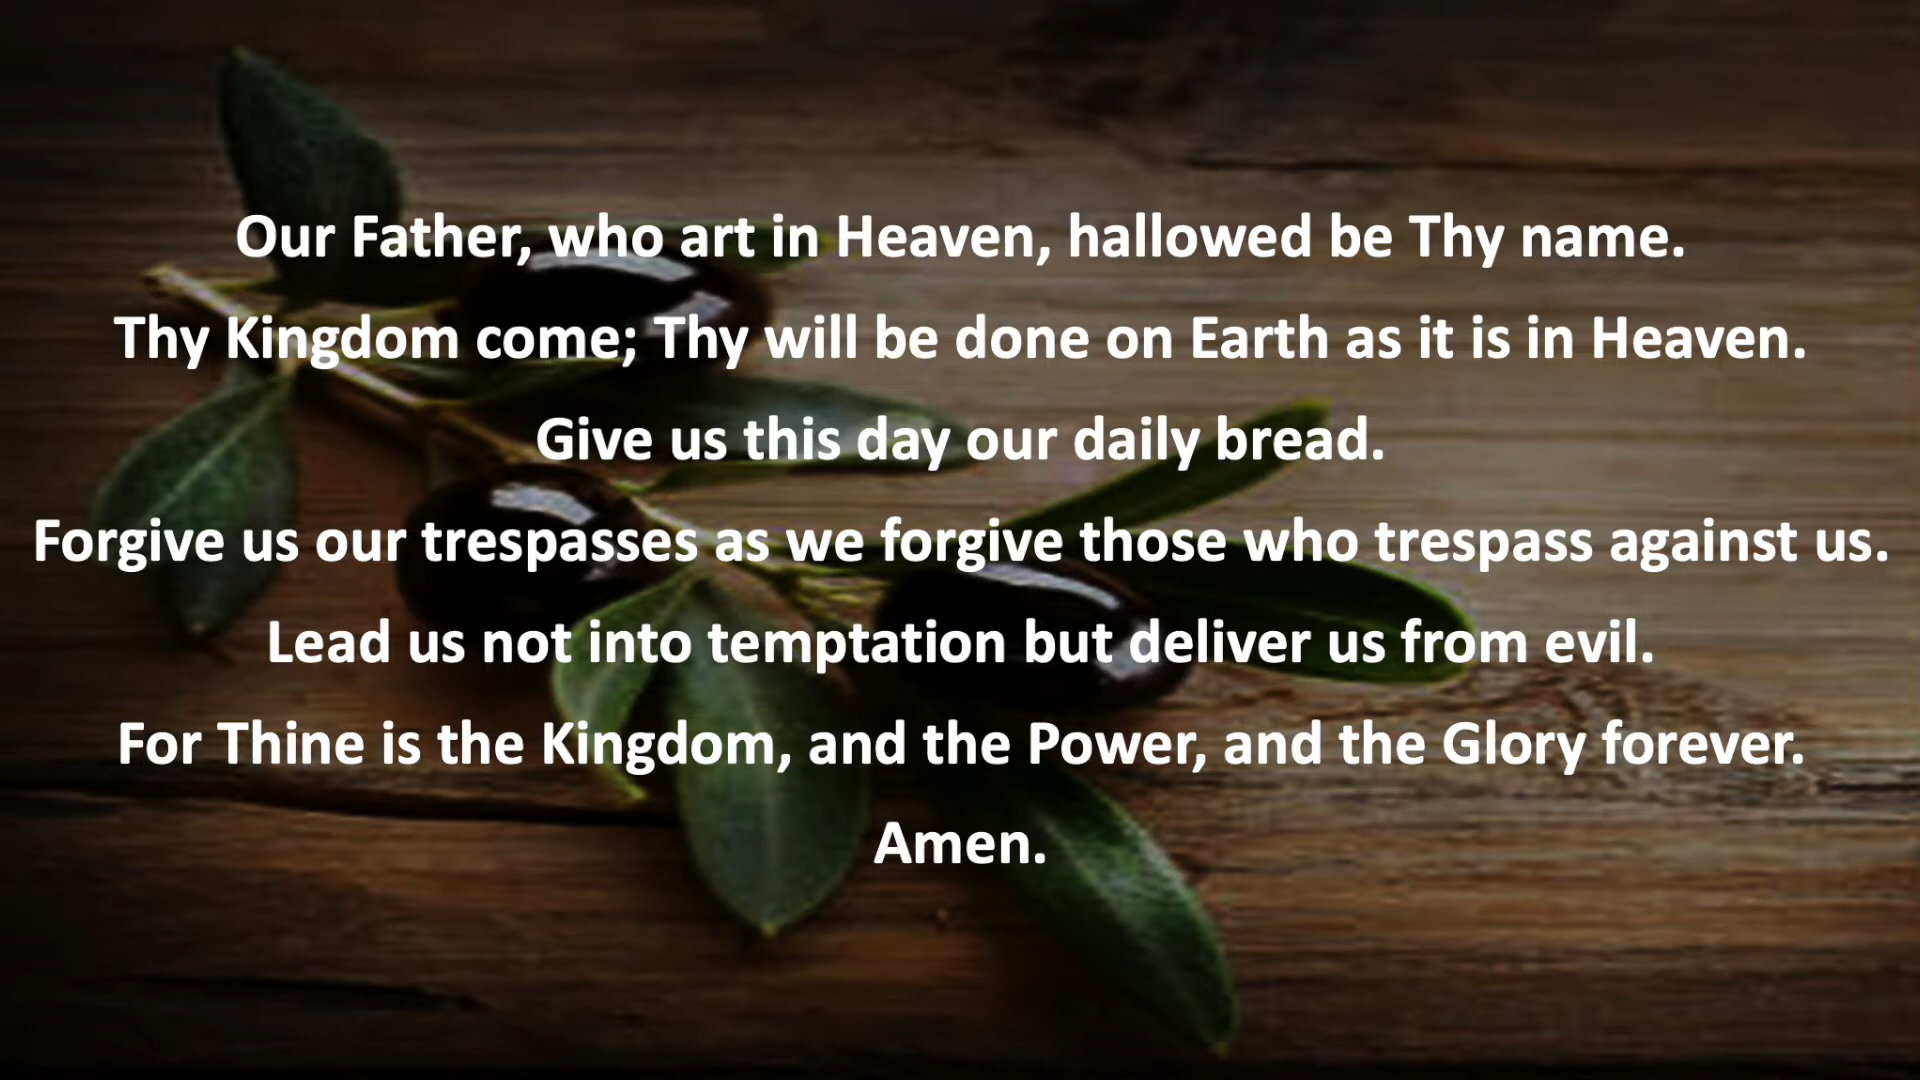 Our Father, who art in Heaven, hallowed be Thy name.
Thy Kingdom come; Thy will be done on Earth as it is in Heaven.
Give us this day our daily bread.
Forgive us our trespasses as we forgive those who trespass against us.
Lead us not into temptation but deliver us from evil.
For Thine is the Kingdom, and the Power, and the Glory forever.
Amen.